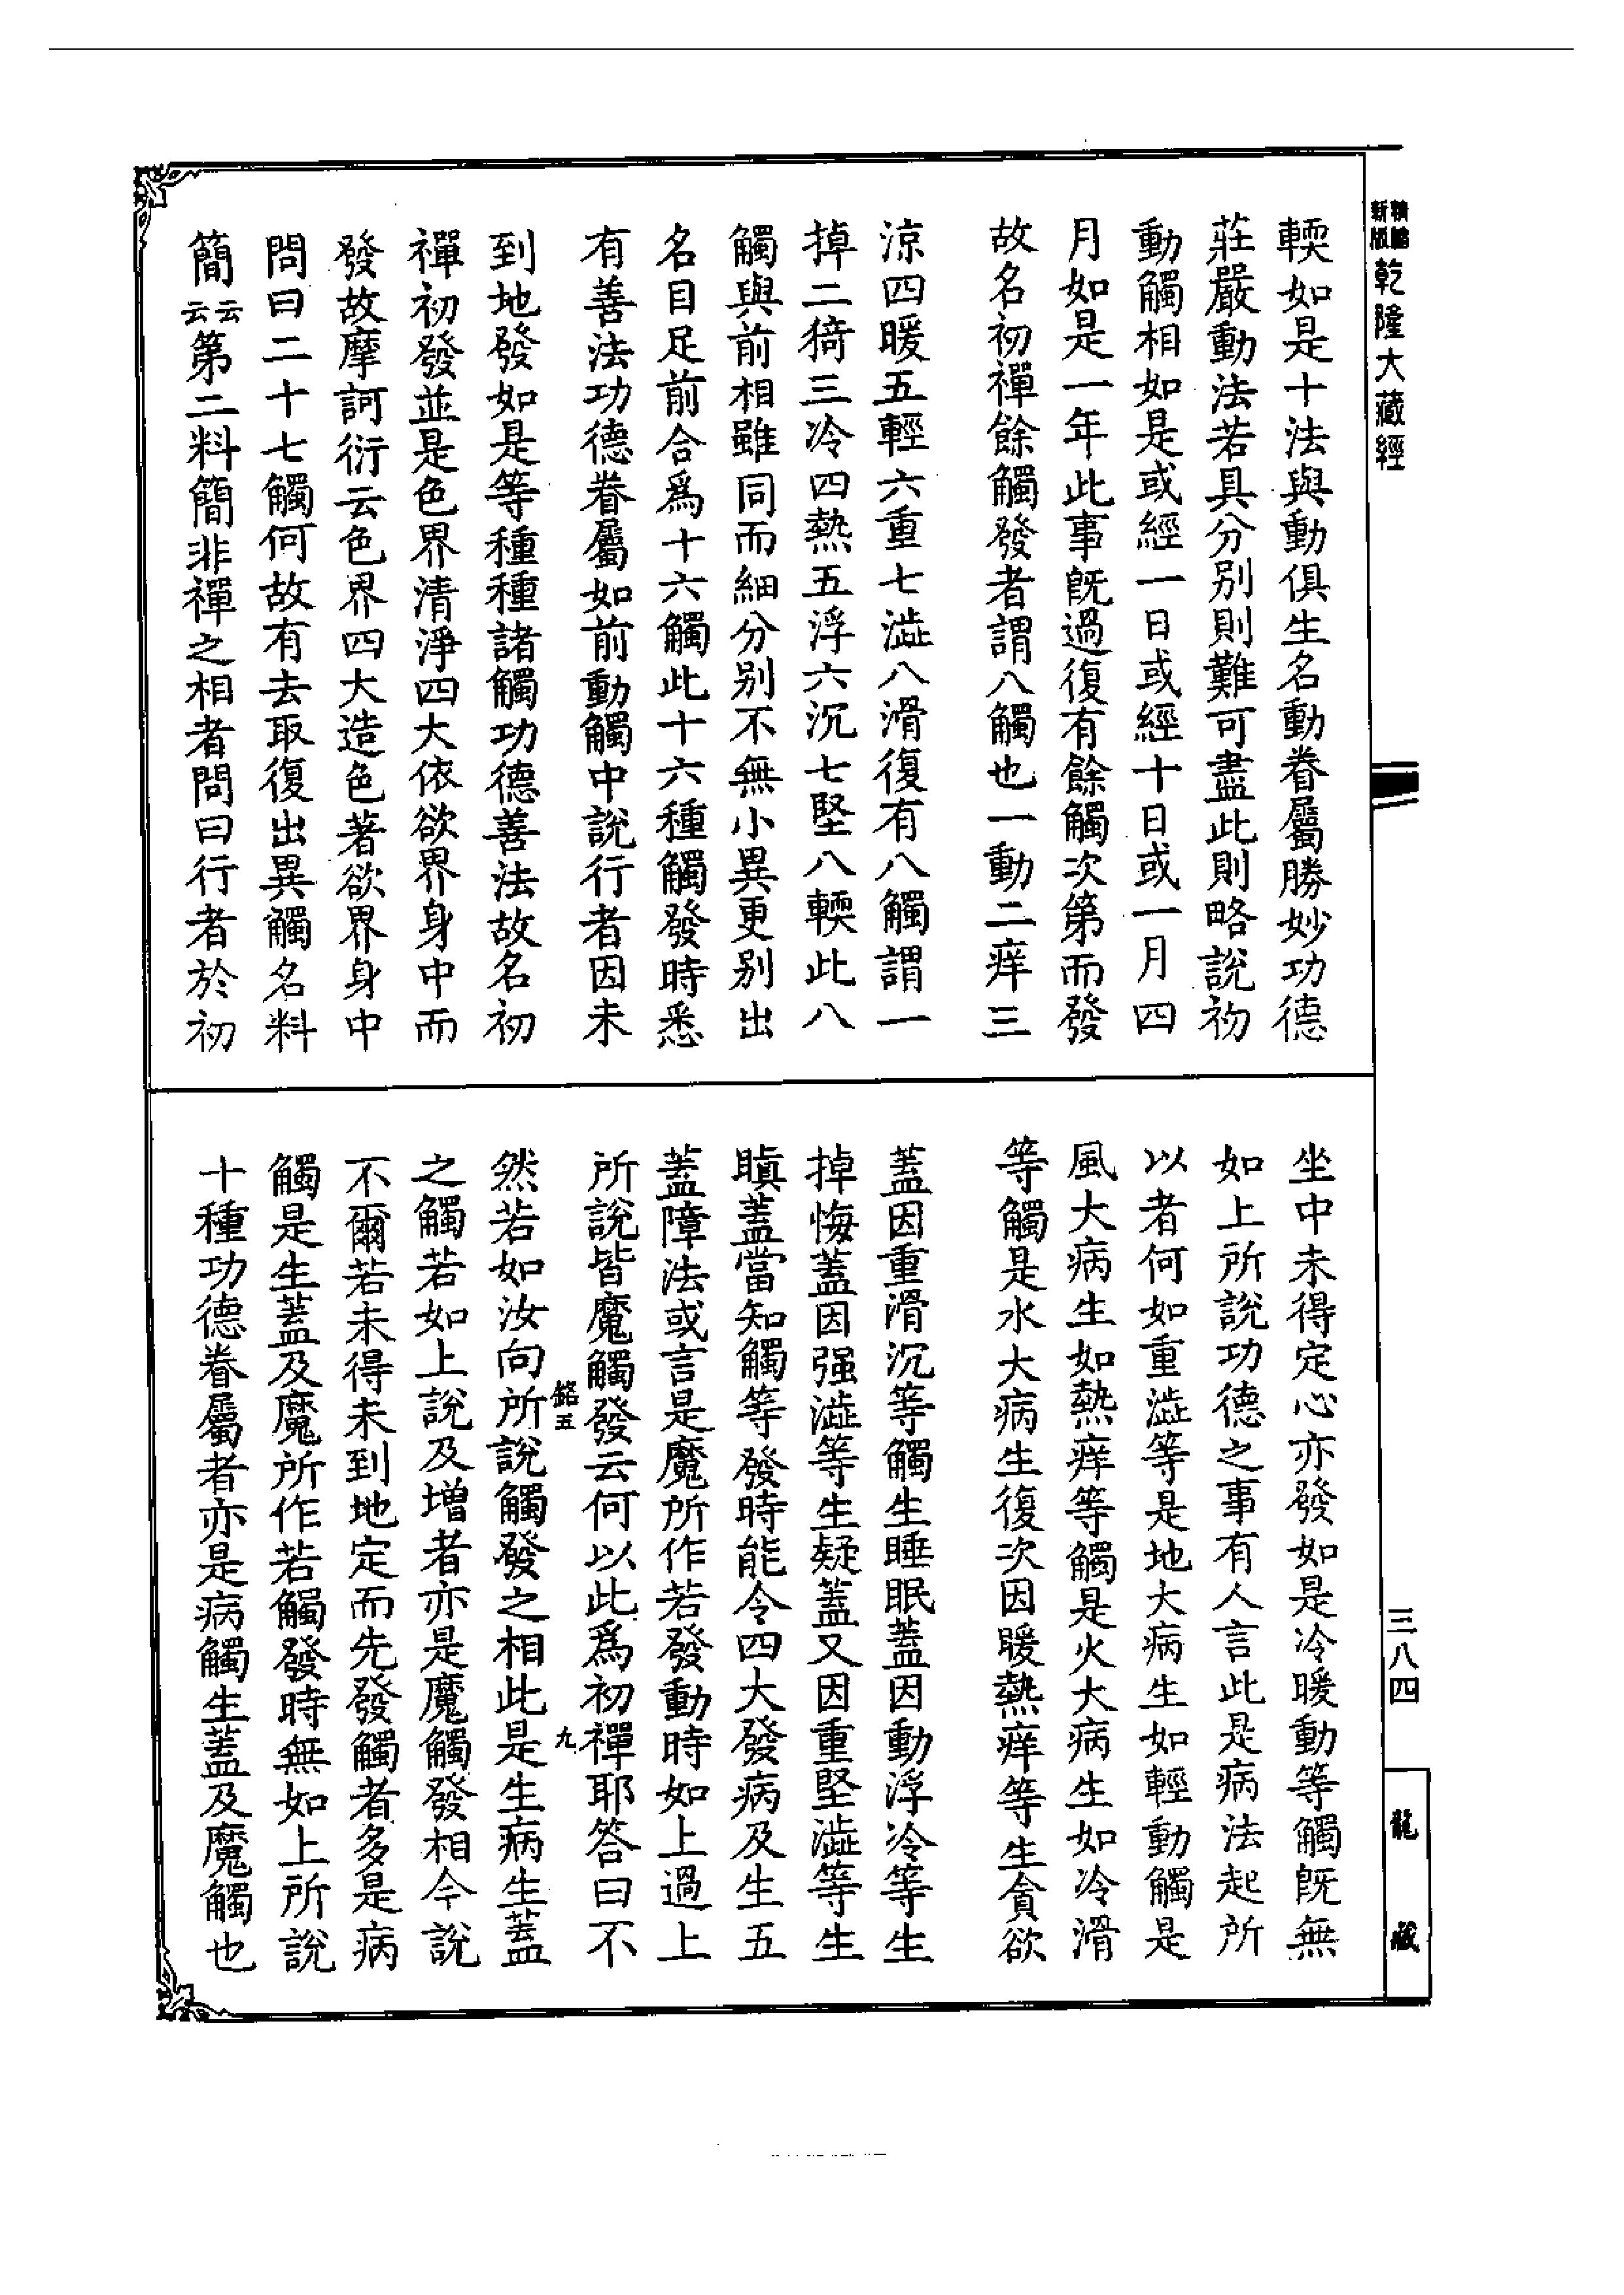 精縮新版乾隆大藏經
輭如是十法與動俱生名動眷屬勝妙功德
莊嚴動法若具分別則難可盡此則略說初
動觸相如是或經一日或經十日或一月四
月如是一年此事旣過復有餘觸次第而發
故名初禪餘觸發者謂八觸也一動二痒三
涼四暖五輕六重七澁八滑復有八觸謂一
掉二猗三冷四熱五浮六沉七堅八輭此八
觸與前相雖同而細分別不無小異更別出
名目足前合爲十六觸此十六種觸發時悉
有善法功德眷屬如前動觸中說行者因未
到地發如是等種種諸觸功德善法故名初
禪初發並是色界清淨四大依欲界身中而
發故摩訶衍云色界四大造色著欲界身中
問曰二十七觸何故有去取復出異觸名料
簡云云第二料簡非禪之相者問曰行者於初
坐中未得定心亦發如是冷暖動等觸旣無
如上所說功德之事有人言此是病法起所
以者何如重澁等是地大病生如輕動觸是
風大病生如熱痒等觸是火大病生如冷滑
等觸是水大病生復次因暖熱痒等生貪欲
蓋因重滑沉等觸生睡眠蓋因動浮冷等生
掉悔蓋因强澁等生疑蓋又因重堅澁等生
瞋蓋當知觸等發時能令四大發病及生五
蓋障法或言是魔所作若發動時如上過上
所說皆魔觸發云何以此爲初禪耶答曰不
銘五
九
然若如汝向所說觸發之相此是生病生蓋
之觸若如上說及增者亦是魔觸發相今說
不爾若未得未到地定而先發觸者多是病
觸是生蓋及魔所作若觸發時無如上所說
十種功德眷屬者亦是病觸生蓋及魔觸也
三八四
龍藏